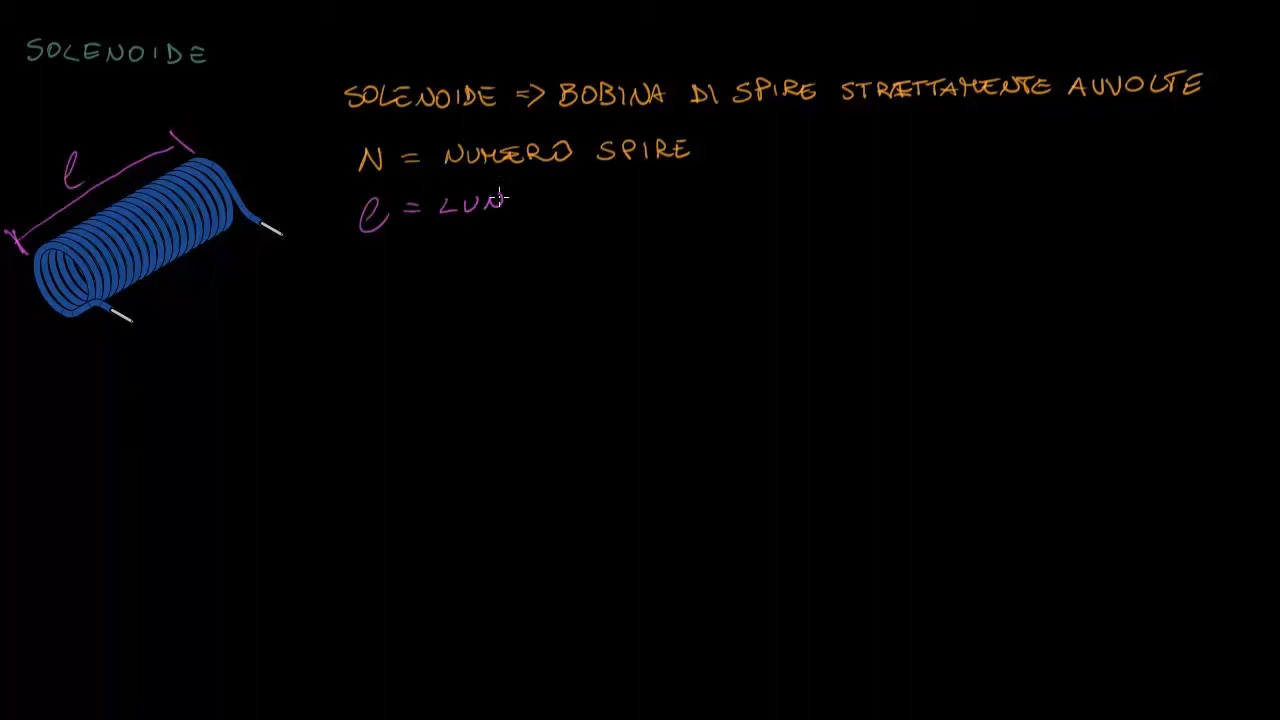 SOLENOIDE
SOLENOIDE => BOBINA DI SPIRE STRETTAMENTE AVVOLTE
l
N = NUMERO SPIRE
l = LUN